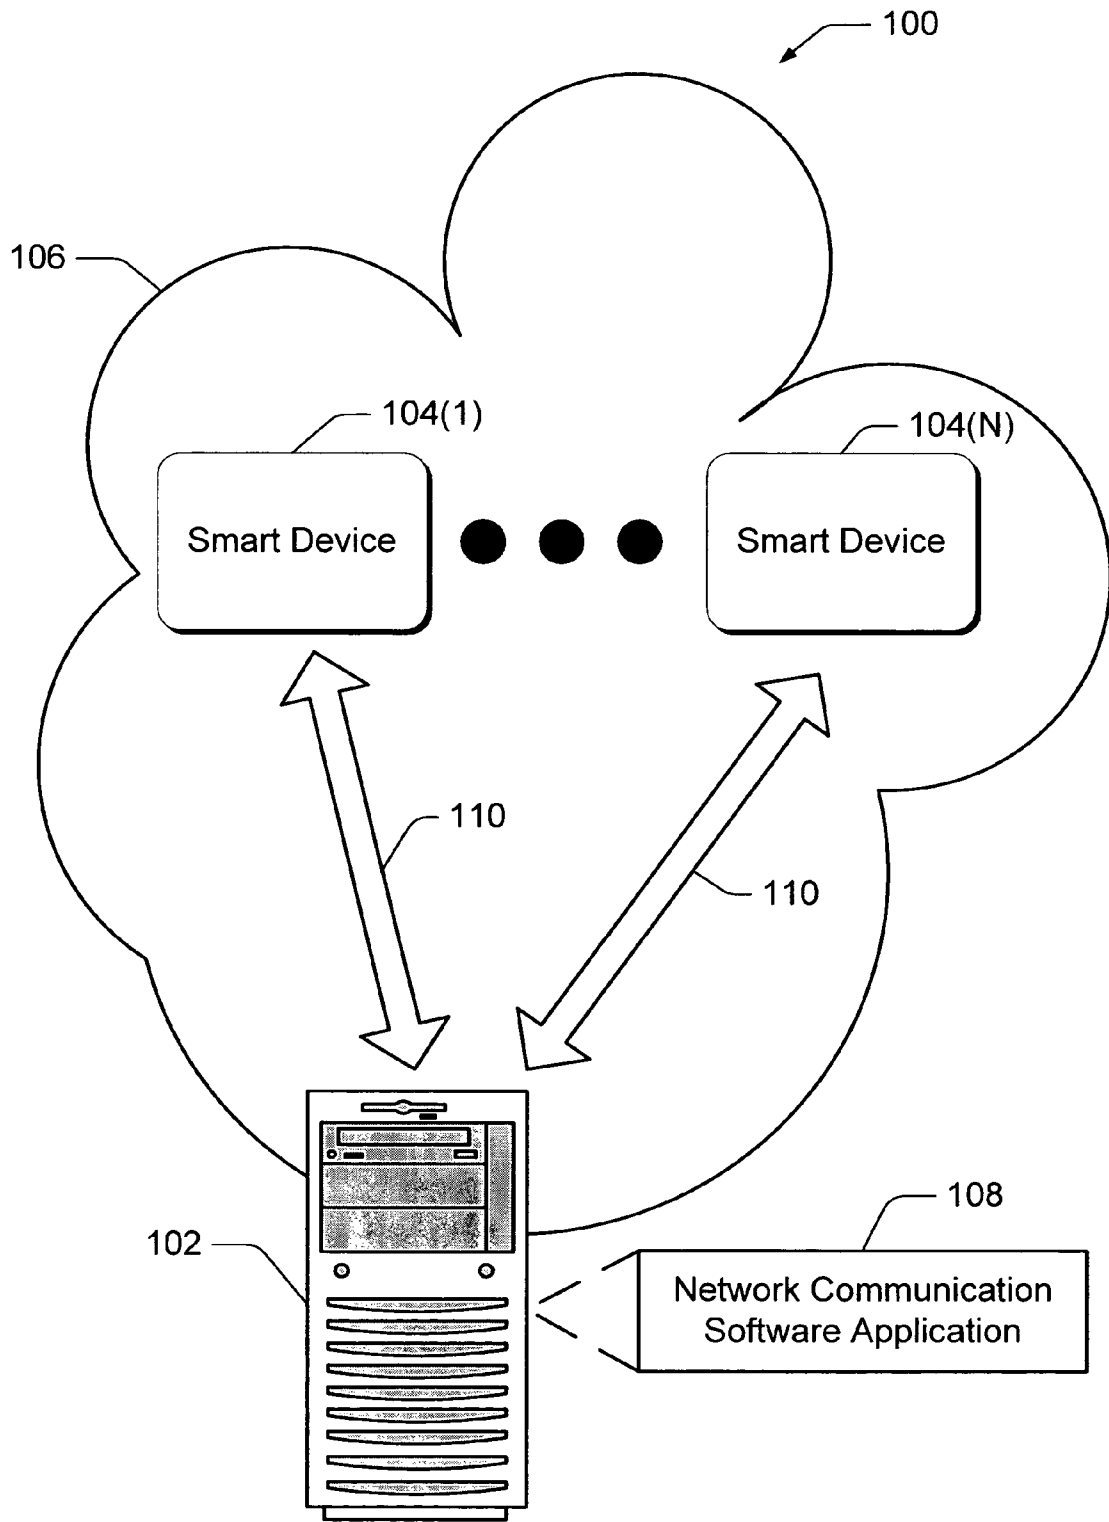 100
106
104(1)
104(N)
Smart Device
Smart Device
110
110
108
102
Network Communication
Software Application